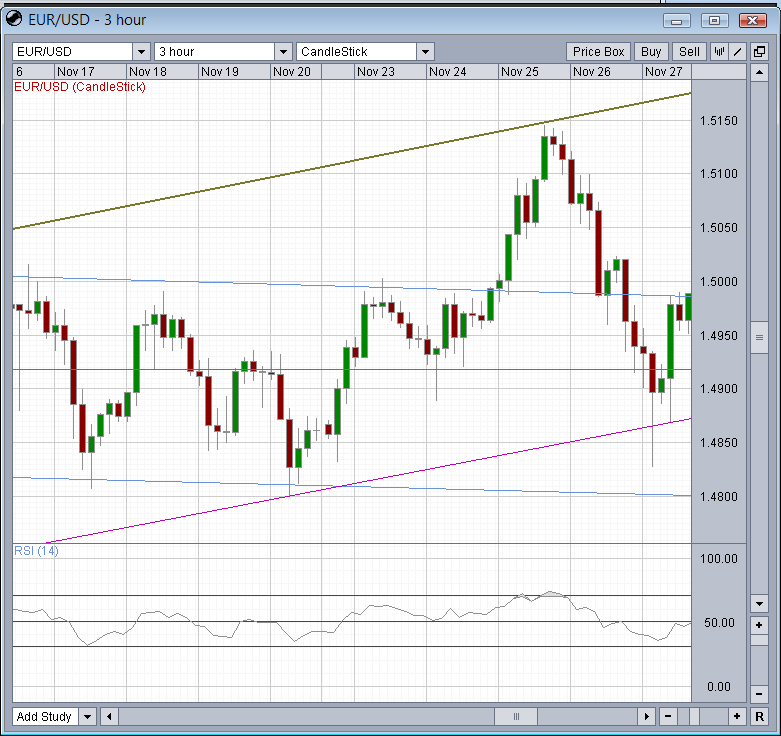 EUR/USD - 3 hour
EUR/USD 3 hour CandleStick Price Box Buy Sell
6 Nov 17 Nov 18 Nov 19 Nov 20 Nov 23 Nov 24 Nov 25 Nov 26 Nov 27
EUR/USD (CandleStick)
1.5150
1.5100
1.5050
1.5000
1.4950
1.4900
1.4850
1.4800
RSI (14)
100.00
50.00
0.00
Add Study R